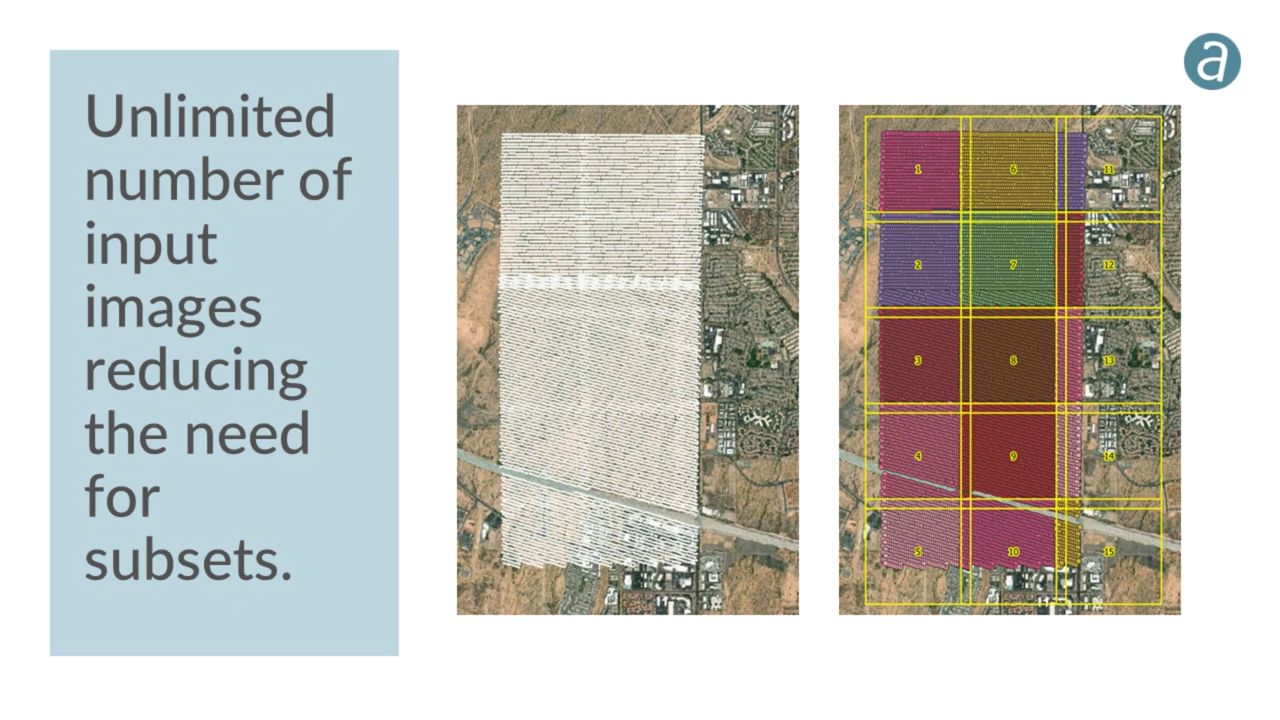 Unlimited
number of
input
images
reducing
the need
for
subsets.
a
1
6
11
2
7
12
3
8
13
4
9
14
5
10
15